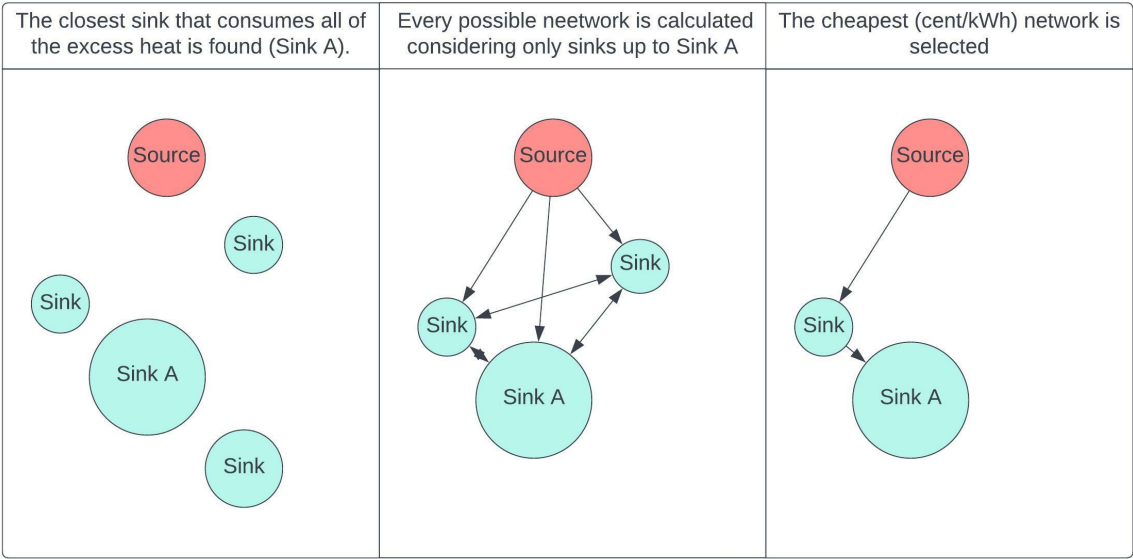 The closest sink that consumes all of
the excess heat is found (Sink A).
Every possible neetwork is calculated
considering only sinks up to Sink A
The cheapest (cent/kWh) network is
selected
Source
Sink
Sink
Sink A
Sink
Source
Sink
Sink
Sink A
Source
Sink
Sink A